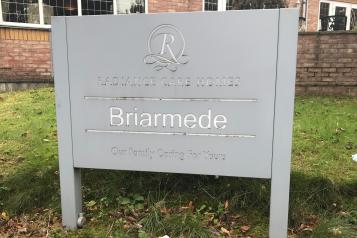 R
RADIANCE CARE HOMES
Briarmede
Our Family Caring For Yours